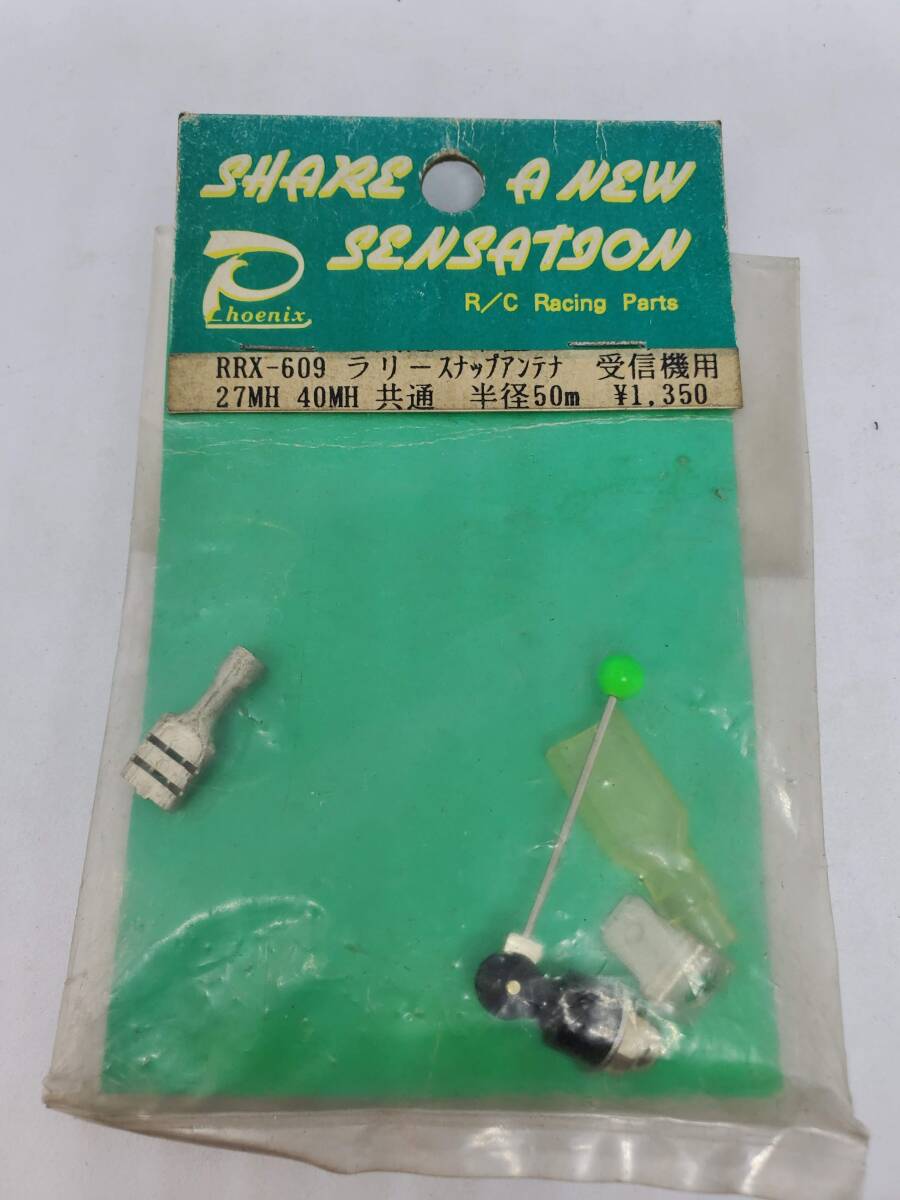 SHARE A NEW
SENSATION
Phoenix
R/C Racing Parts
RRX-609 ラリースナップアンテナ 受信機用
27MH 40MH 共通 半径50m ¥1,350